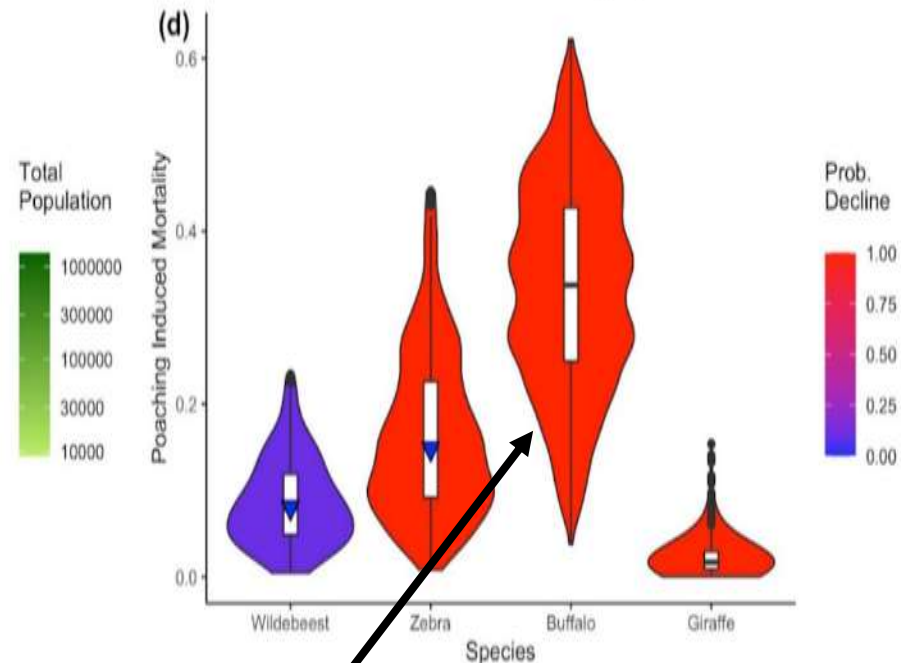 (d)
Total
Population
1000000
300000
100000
30000
10000
Poaching Induced Mortality
0.6
0.4
0.2
0.0
Wildebeest
Zebra
Buffalo
Giraffe
Species
Prob.
Decline
1.00
0.75
0.50
0.25
0.00